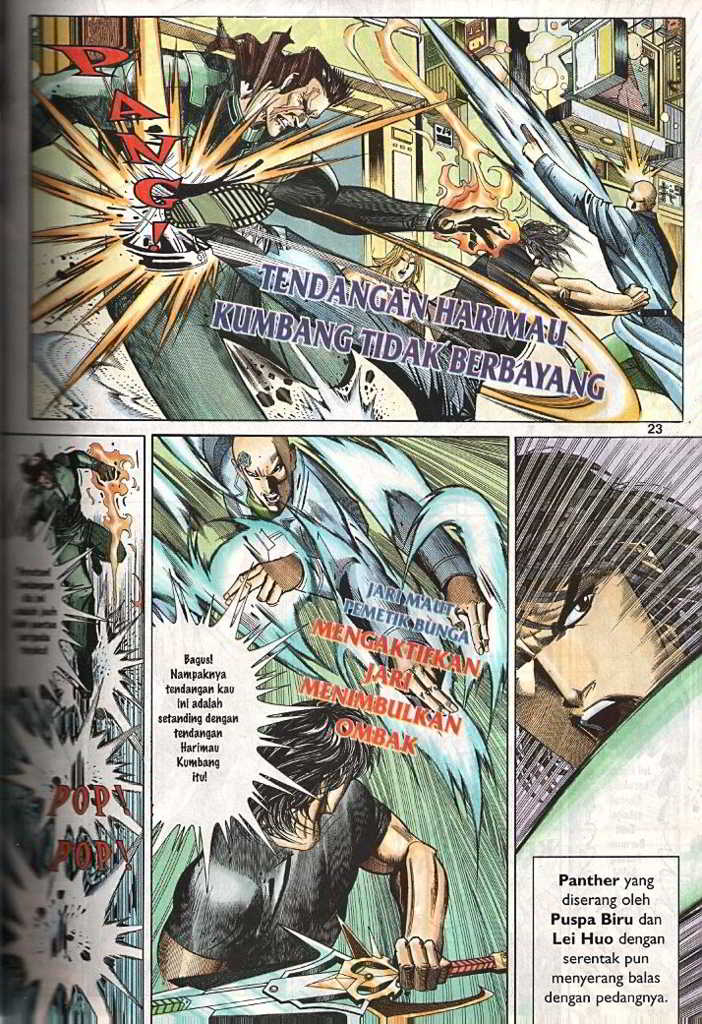 PANG!
TENDANGAN HARIMAU
KUMBANG TIDAK BERBAYANG
23
POP!
POP!
JARI MAUT
PEMETIK BUNGA
MENGAKTIFKAN
JARI
MENIMBULKAN
OMBAK
Bagus!
Nampaknya
tendangan kau
ini adalah
setanding dengan
tendangan
Harimau
Kumbang
itu!
Panther yang
diserang oleh
Puspa Biru dan
Lei Huo dengan
serentak pun
menyerang balas
dengan pedangnya.